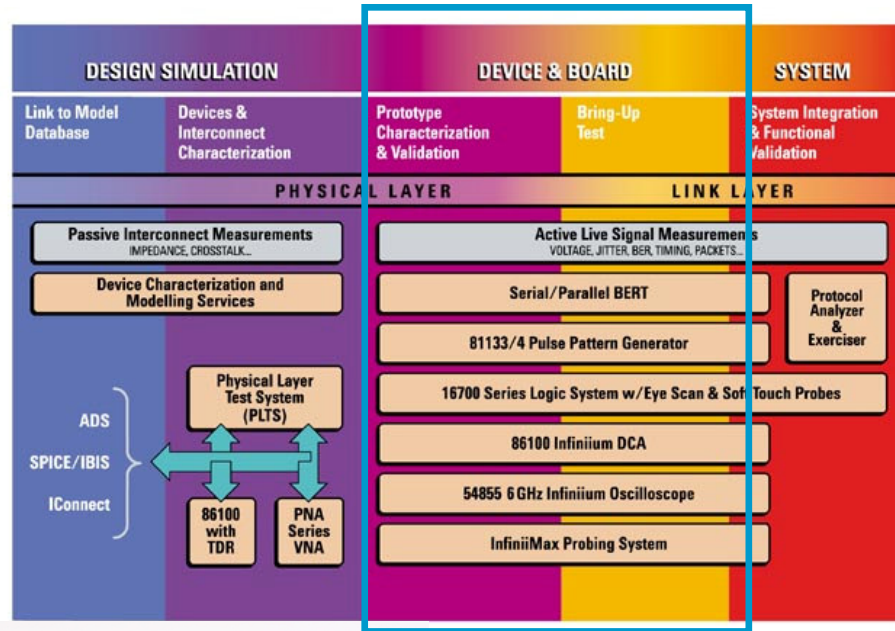 DESIGN SIMULATION
DEVICE & BOARD
SYSTEM
Link to Model
Database
Devices &
Interconnect
Characterization
Prototype
Characterization
& Validation
Bring-Up
Test
System Integration
& Functional
Validation
PHYSICAL LAYER
LINK LAYER
Passive Interconnect Measurements
IMPEDANCE, CROSSTALK...
Active Live Signal Measurements
VOLTAGE, JITTER, BER, TIMING, PACKETS...
Device Characterization and
Modelling Services
Serial/Parallel BERT
Protocol
Analyzer
&
Exerciser
81133/4 Pulse Pattern Generator
Physical Layer
Test System
(PLTS)
16700 Series Logic System w/Eye Scan & Soft Touch Probes
ADS
SPICE/IBIS
IConnect
86100 Infiniium DCA
54855 6 GHz Infiniium Oscilloscope
86100
with
TDR
PNA
Series
VNA
InfiniiMax Probing System